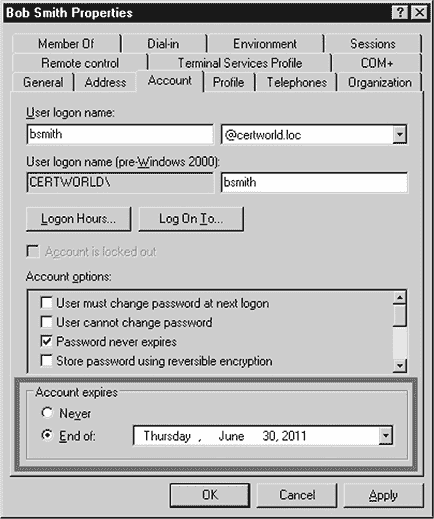 Bob Smith Properties
Member Of Dial-in Environment Sessions
Remote control Terminal Services Profile COM+
General Address Account Profile Telephones Organization
User logon name:
bsmith @certworld.loc
User logon name (pre-Windows 2000):
CERTWORLD\ bsmith
Logon Hours... Log On To...
Account is locked out
Account options:
User must change password at next logon
User cannot change password
Password never expires
Store password using reversible encryption
Account expires
Never
End of: Thursday , June 30, 2011
OK Cancel Apply